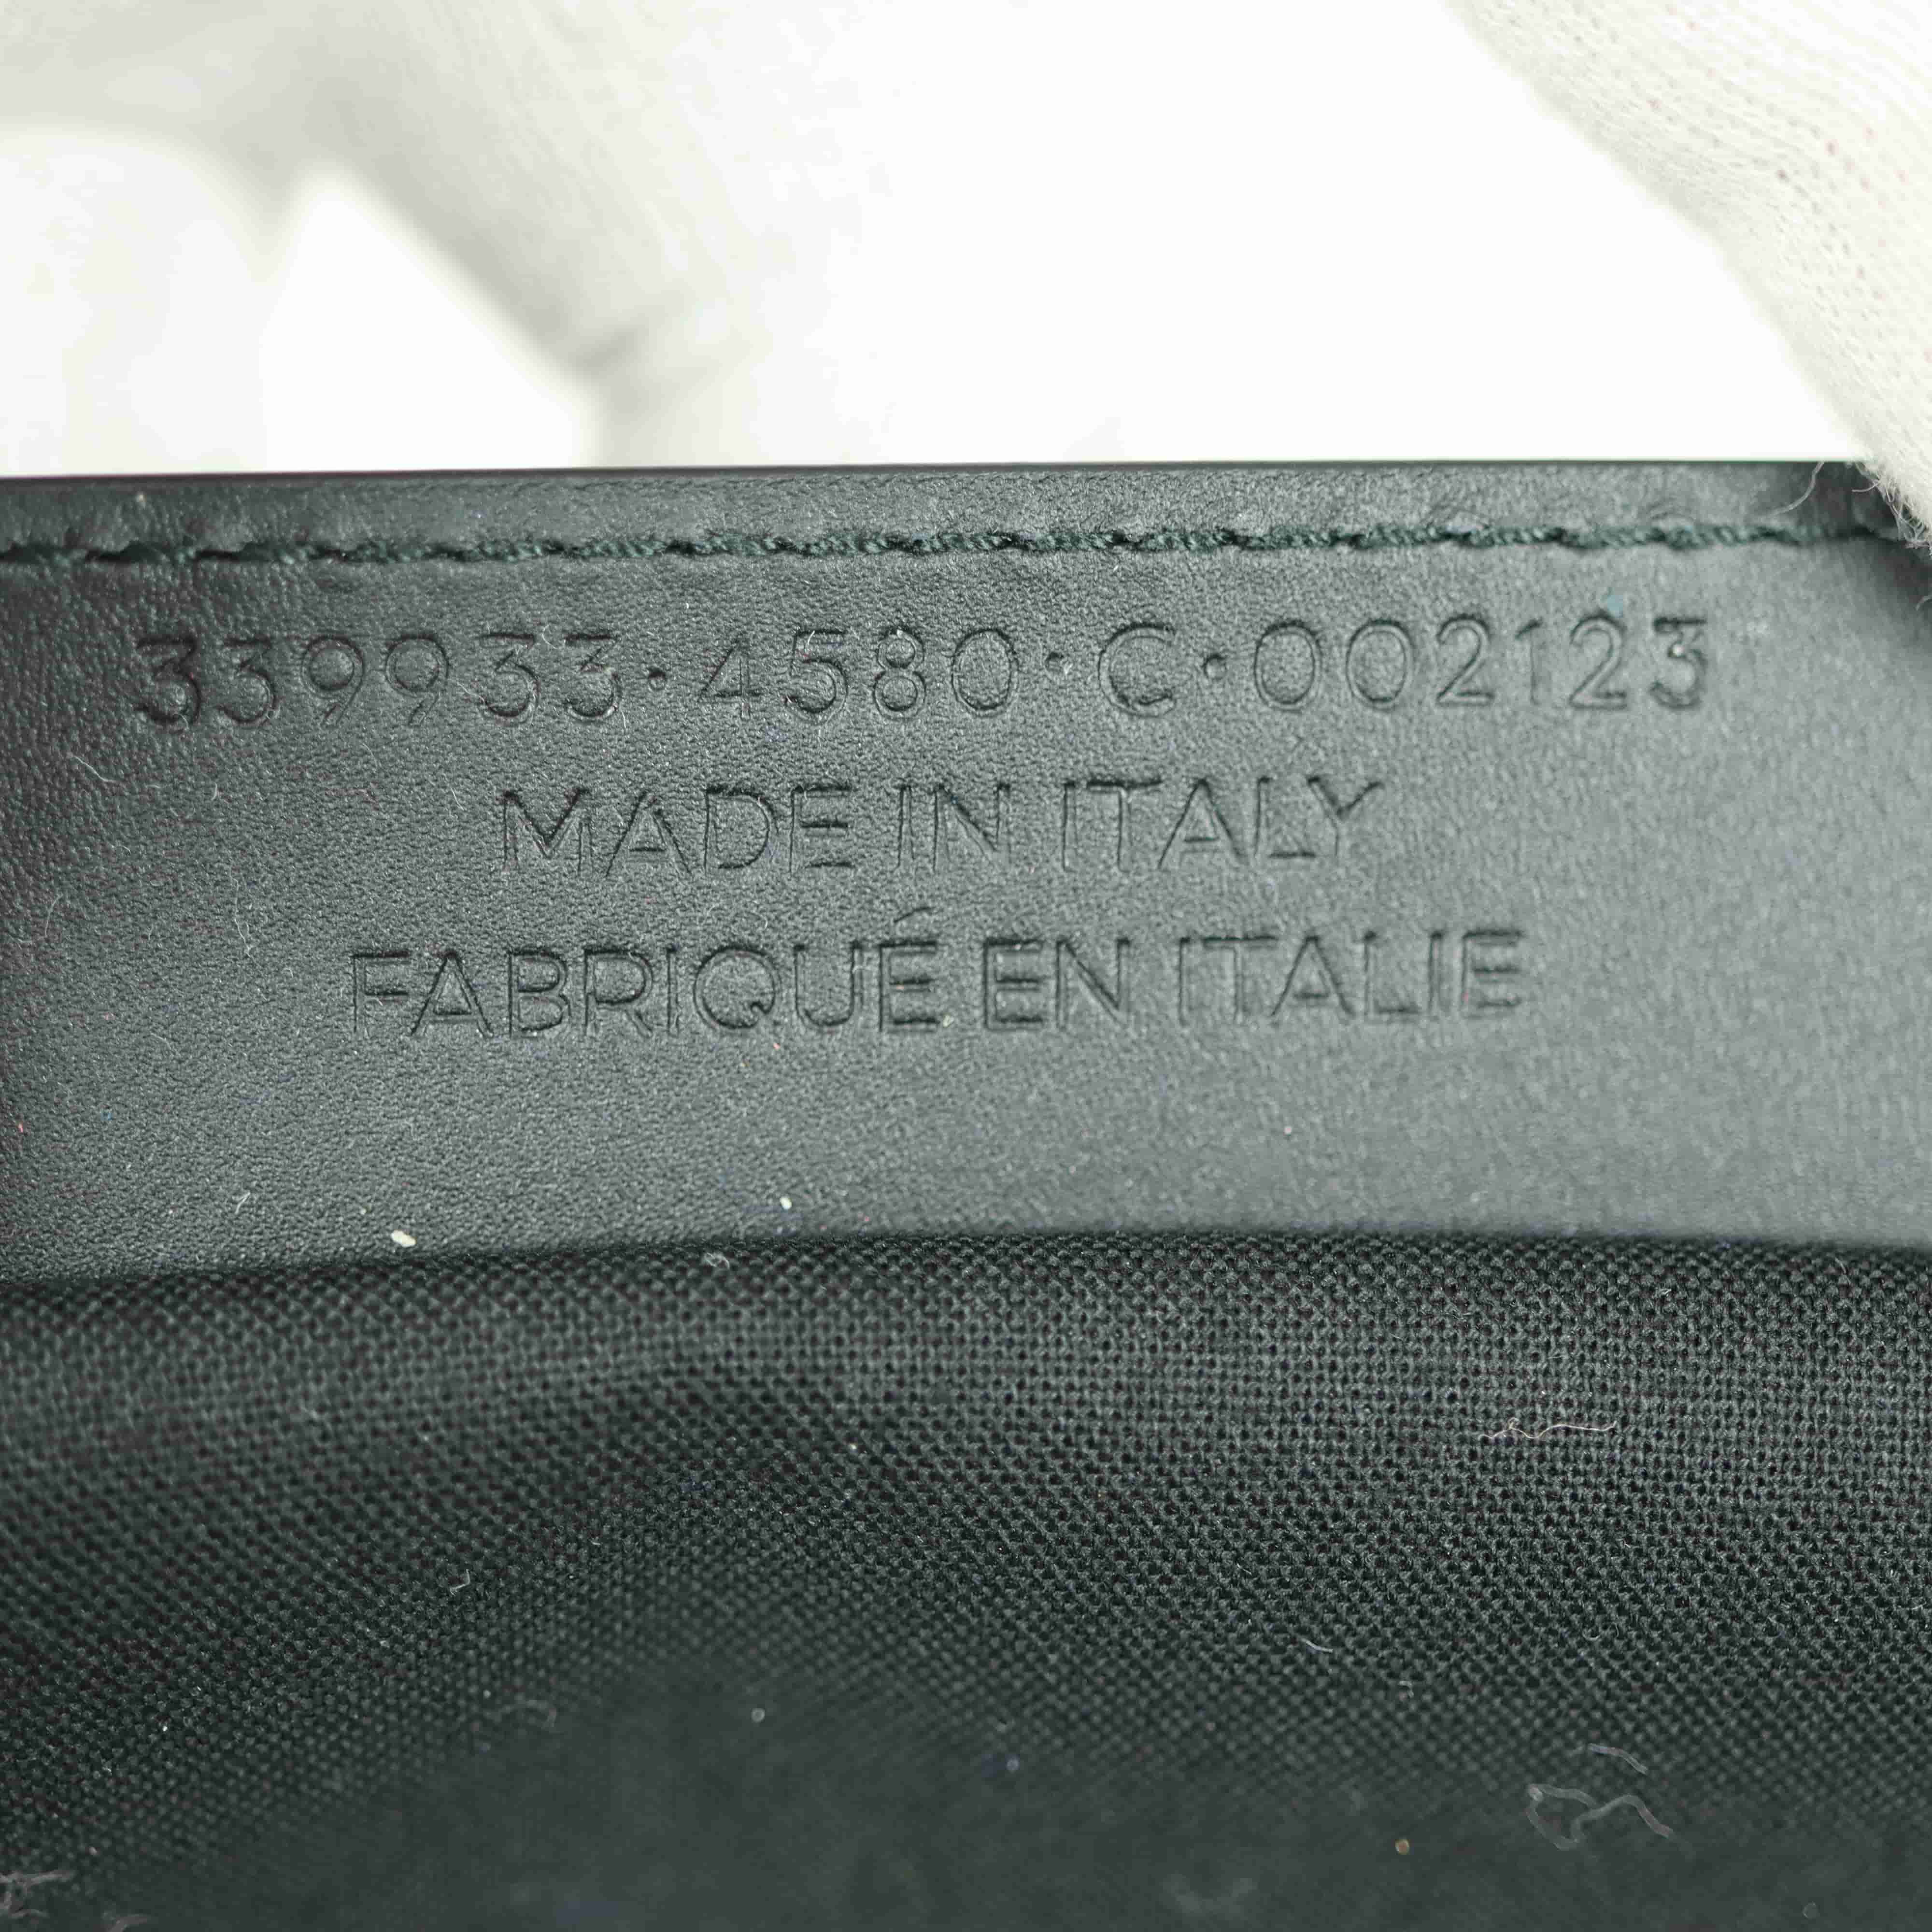 339933·4580·C·002123
MADE IN ITALY
FABRIQUÉ EN ITALIE